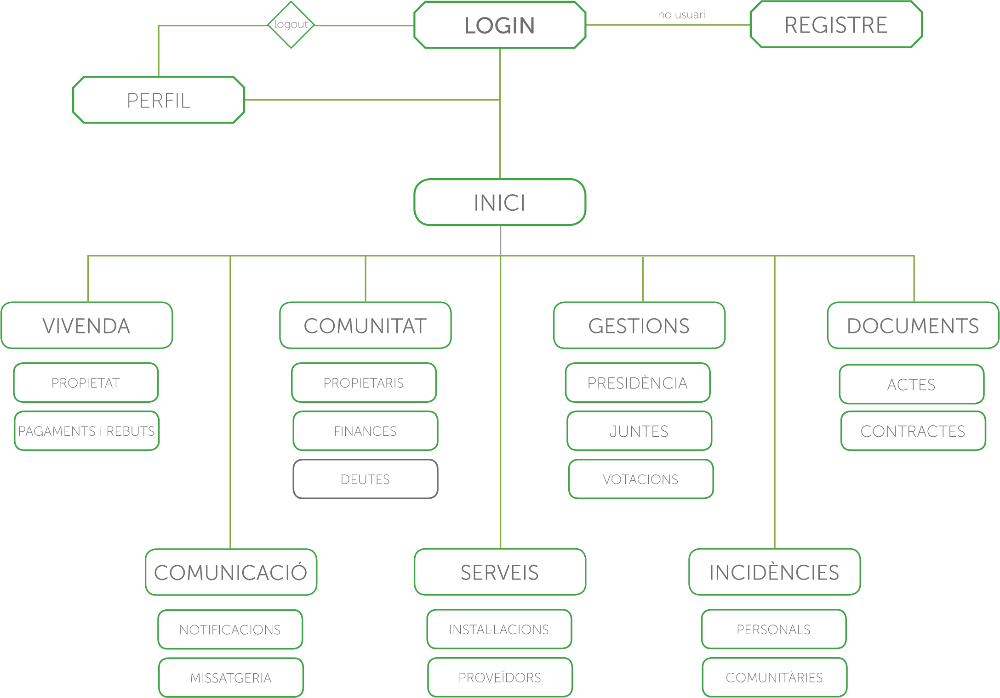 logout
LOGIN
no usuari
REGISTRE
PERFIL
INICI
VIVENDA
PROPIETAT
PAGAMENTS i REBUTS
COMUNITAT
PROPIETARIS
FINANCES
DEUTES
GESTIONS
PRESIDÈNCIA
JUNTES
VOTACIONS
DOCUMENTS
ACTES
CONTRACTES
COMUNICACIÓ
NOTIFICACIONS
MISSATGERIA
SERVEIS
INSTAL·LACIONS
PROVEÏDORS
INCIDÈNCIES
PERSONALS
COMUNITÀRIES